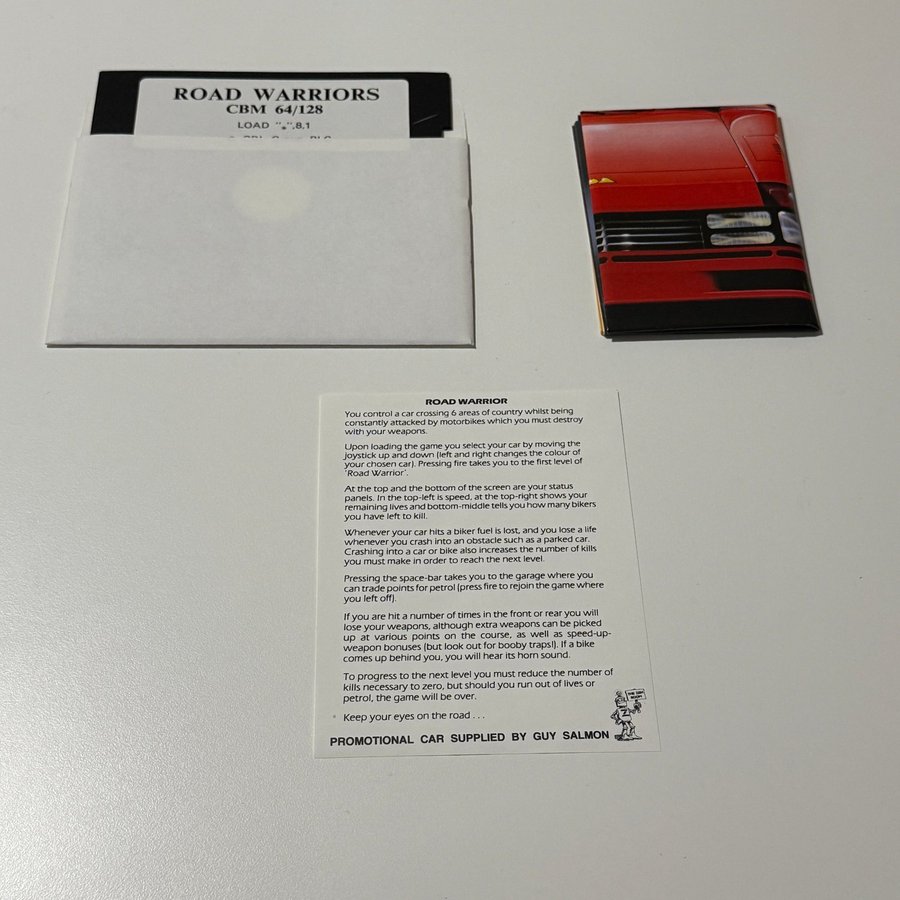 ROAD WARRIORS
CBM 64/128
LOAD "*",8,1
ROAD WARRIOR
You control a car crossing 6 areas of country whilst being
constantly attacked by motorbikes which you must destroy
with your weapons.
Upon loading the game you select your car by moving the
joystick up and down (left and right changes the colour of
your chosen car). Pressing fire takes you to the first level of
'Road Warrior'.
At the top and the bottom of the screen are your status
panels. In the top-left is speed, at the top-right shows your
remaining lives and bottom-middle tells you how many bikers
you have left to kill.
Whenever your car hits a biker fuel is lost, and you lose a life
whenever you crash into an obstacle such as a parked car.
Crashing into a car or bike also increases the number of kills
you must make in order to reach the next level.
Pressing the space-bar takes you to the garage where you
can trade points for petrol (press fire to rejoin the game where
you left off).
If you are hit a number of times in the front or rear you will
lose your weapons, although extra weapons can be picked
up at various points on the course, as well as speed-up-
weapon bonuses (but look out for booby traps!). If a bike
comes up behind you, you will hear its horn sound.
To progress to the next level you must reduce the number of
kills necessary to zero, but should you run out of lives or
petrol, the game will be over.
Keep your eyes on the road . . .
PROMOTIONAL CAR SUPPLIED BY GUY SALMON